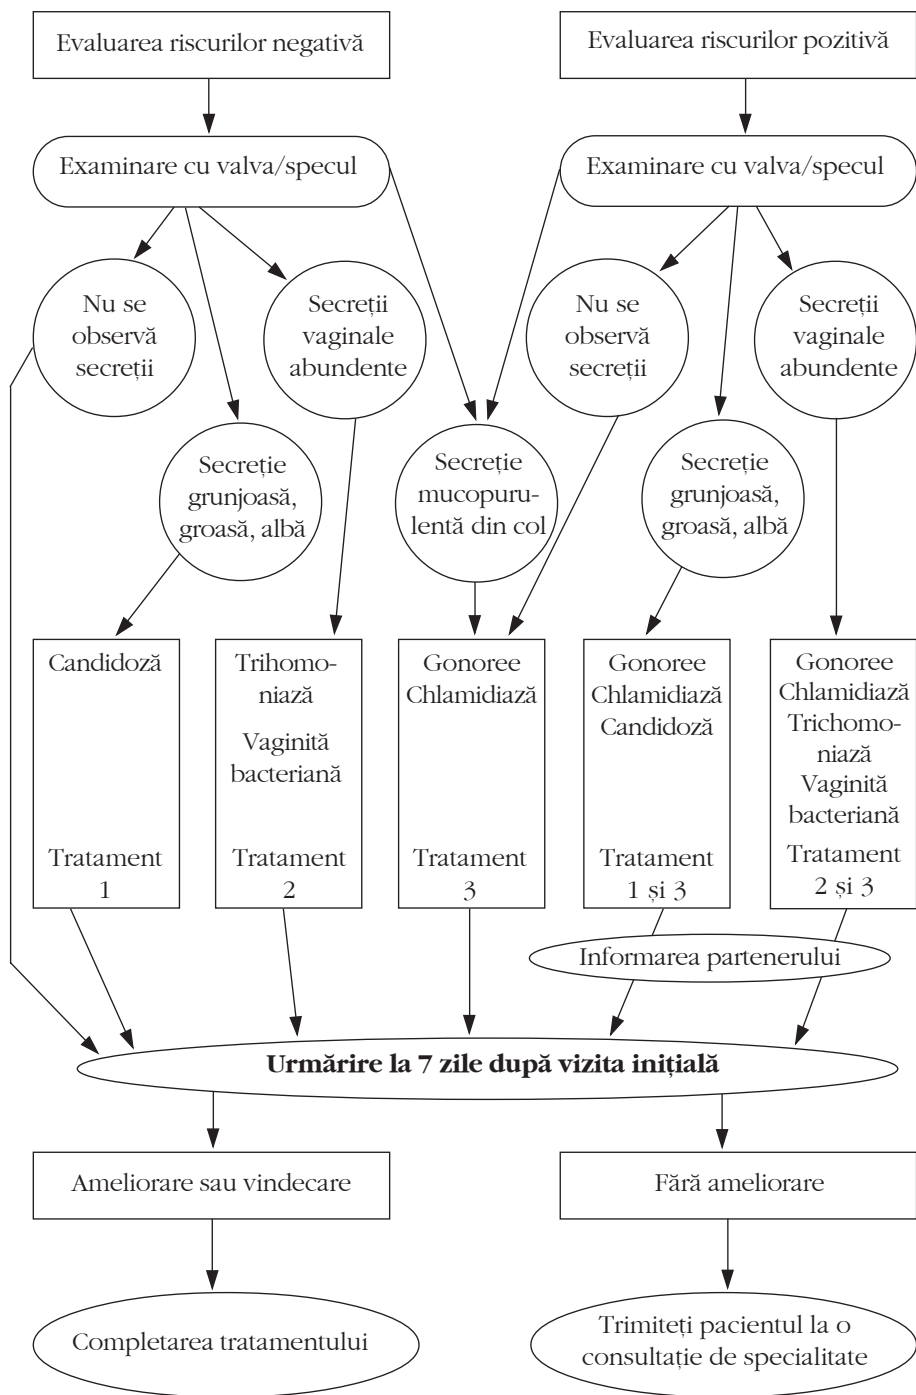 Evaluarea riscurilor negativă
Evaluarea riscurilor pozitivă
Examinare cu valva/specul
Examinare cu valva/specul
Nu se
observă
secreții
Secreții
vaginale
abundente
Nu se
observă
secreții
Secreții
vaginale
abundente
Secreție
grunjoasă,
groasă, albă
Secreție
mucopuru-
lentă din col
Secreție
grunjoasă,
groasă, albă
Candidoză
Tratament
1
Trihomo-
niază
Vaginită
bacteriană
Tratament
2
Gonoree
Chlamidiază
Tratament
3
Gonoree
Chlamidiază
Candidoză
Tratament
1 și 3
Gonoree
Chlamidiază
Trichomo-
niază
Vaginită
bacteriană
Tratament
2 și 3
Informarea partenerului
Urmărire la 7 zile după vizita inițială
Ameliorare sau vindecare
Fără ameliorare
Completarea tratamentului
Trimiteți pacientul la o
consultație de specialitate